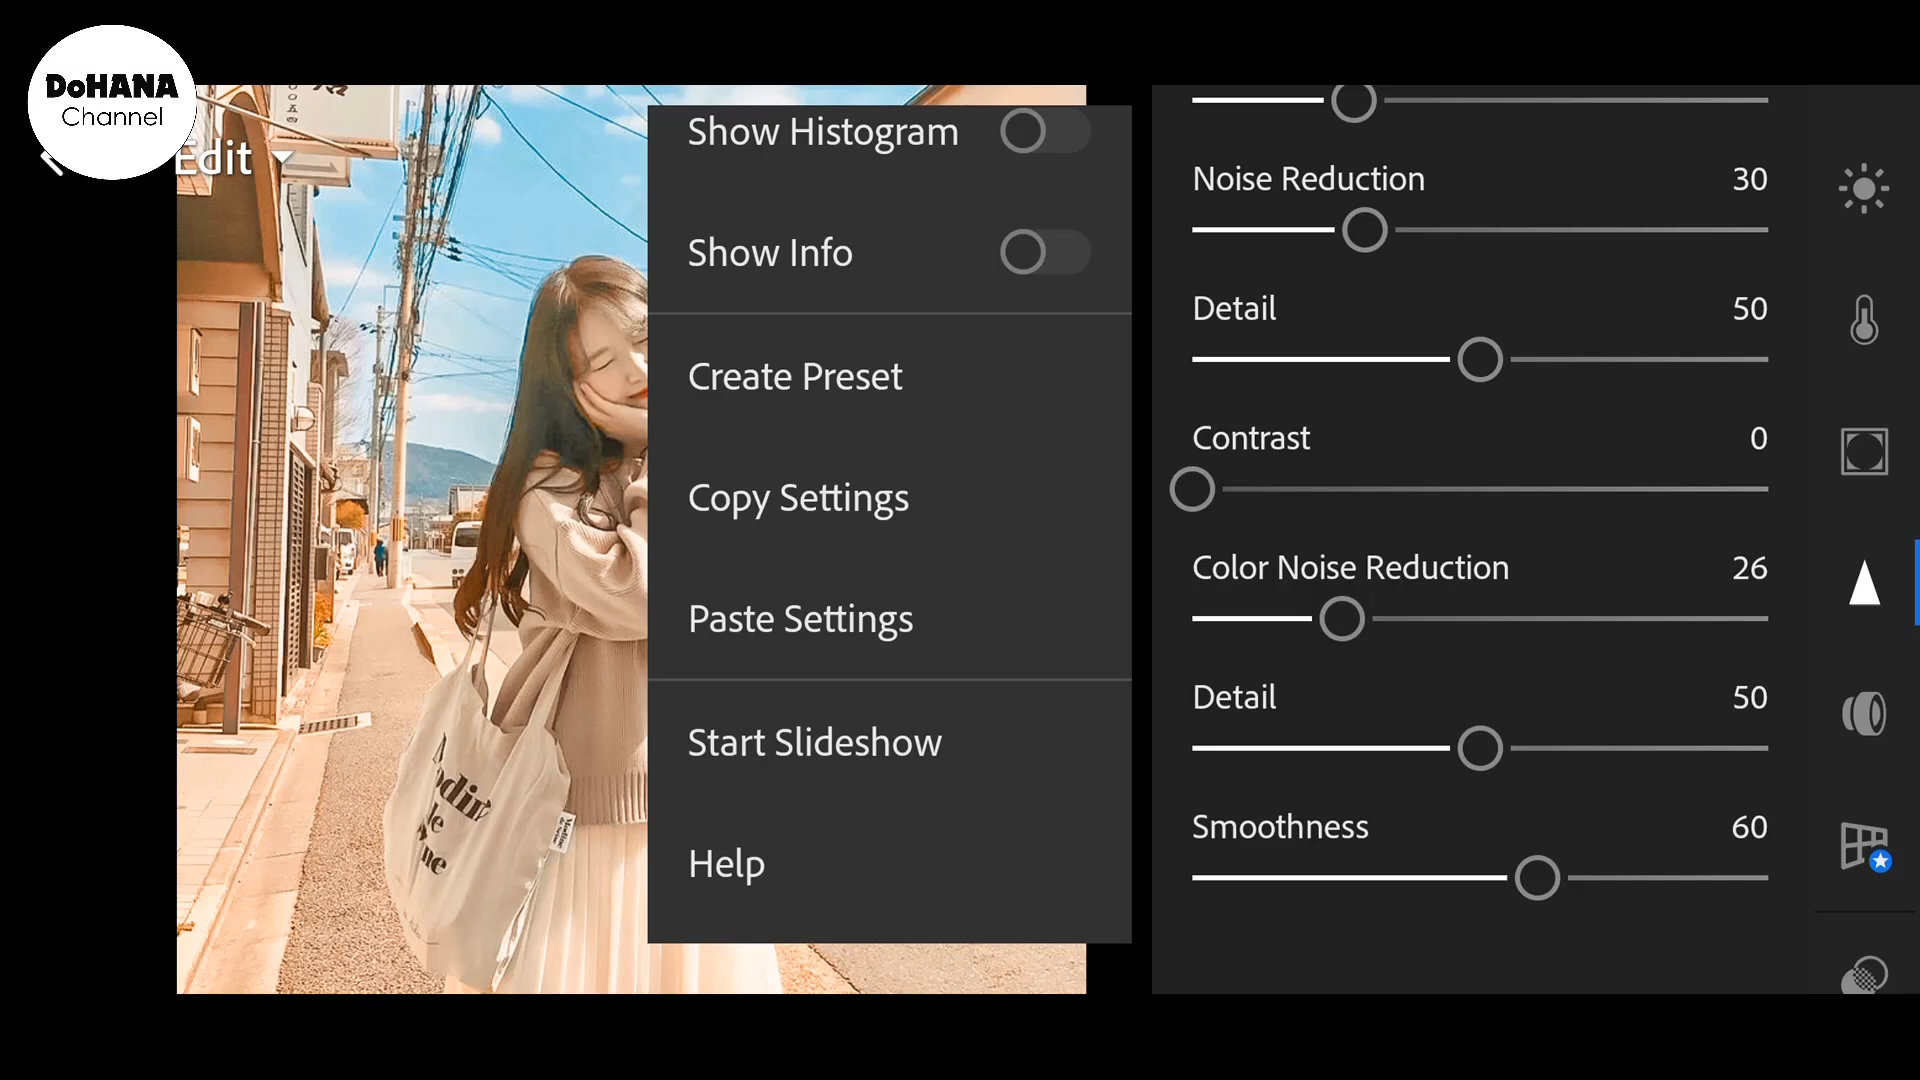 DoHANA
Channel
Edit
Show Histogram
Show Info
Create Preset
Copy Settings
Paste Settings
Start Slideshow
Help
Noise Reduction 30
Detail 50
Contrast 0
Color Noise Reduction 26
Detail 50
Smoothness 60